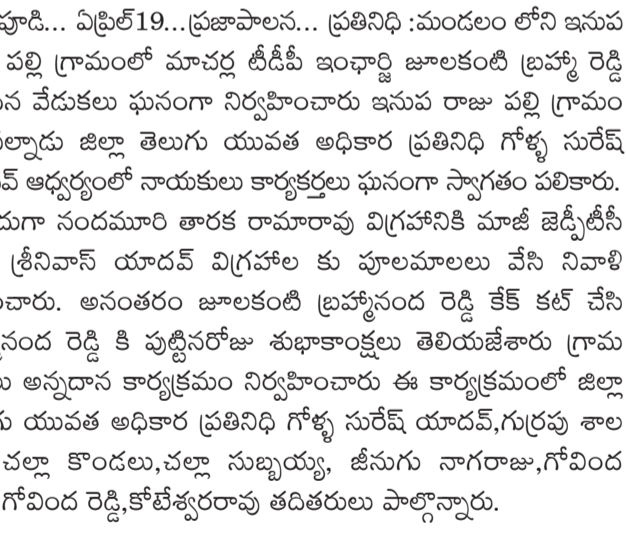 పూడి... ఏప్రిల్19...ప్రజాపాలన... ప్రతినిధి :మండలం లోని ఇనుప
పల్లి గ్రామంలో మాచర్ల టీడీపీ ఇంఛార్జి జూలకంటి బ్రహ్మా రెడ్డి
న వేడుకలు ఘనంగా నిర్వహించారు ఇనుప రాజు పల్లి గ్రామం
ల్నాడు జిల్లా తెలుగు యువత అధికార ప్రతినిధి గోళ్ళ సురేష్
వ్ ఆధ్వర్యంలో నాయకులు కార్యకర్తలు ఘనంగా స్వాగతం పలికారు.
దుగా నందమూరి తారక రామారావు విగ్రహానికి మాజీ జెడ్పీటీసీ
శ్రీనివాస్ యాదవ్ విగ్రహాల కు పూలమాలలు వేసి నివాళి
చారు. అనంతరం జూలకంటి బ్రహ్మానంద రెడ్డి కేక్ కట్ చేసి
నంద రెడ్డి కి పుట్టినరోజు శుభాకాంక్షలు తెలియజేశారు గ్రామ
అన్నదాన కార్యక్రమం నిర్వహించారు ఈ కార్యక్రమంలో జిల్లా
యువత అధికార ప్రతినిధి గోళ్ళ సురేష్ యాదవ్,గుర్రపు శాల
చల్లా కొండలు,చల్లా సుబ్బయ్య, జీనుగు నాగరాజు,గోవింద
గోవింద రెడ్డి,కోటేశ్వరరావు తదితరులు పాల్గొన్నారు.